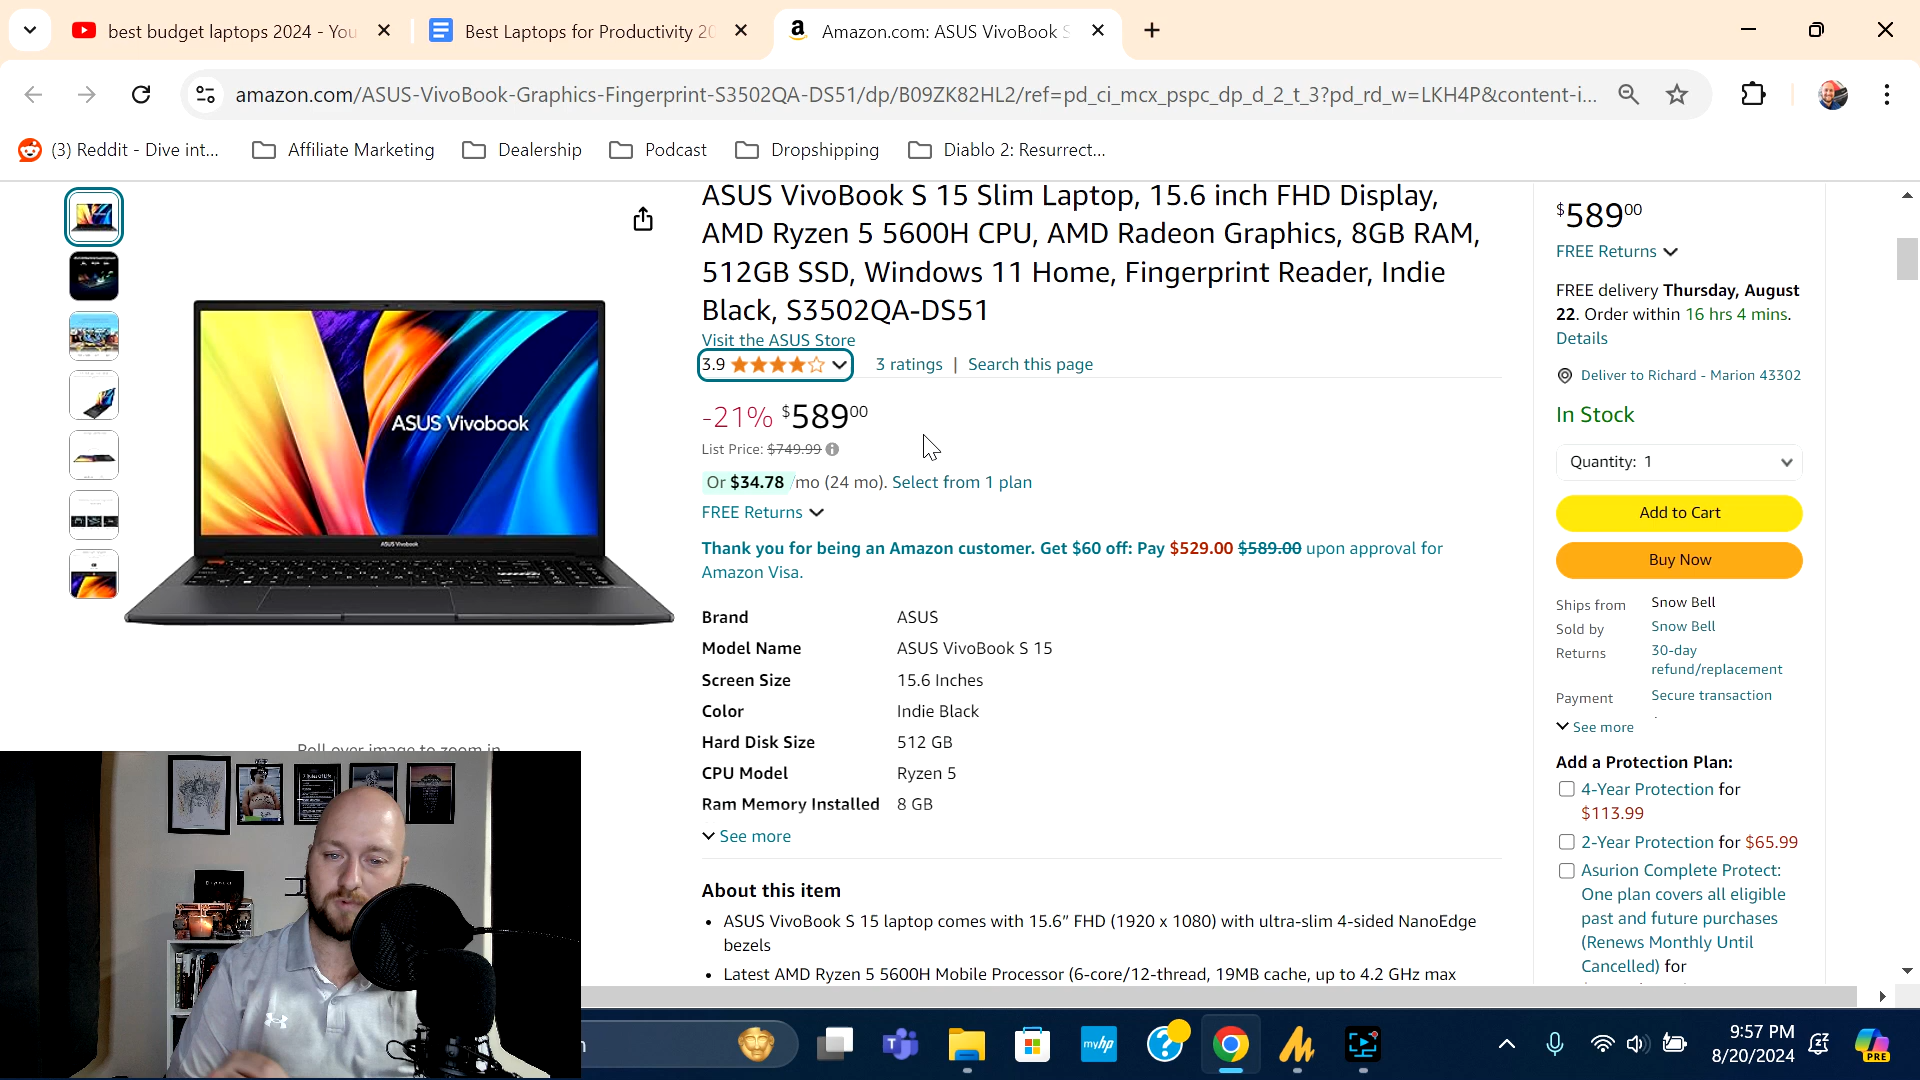 best budget laptops 2024 - You
Best Laptops for Productivity 20
Amazon.com: ASUS VivoBook S
amazon.com/ASUS-VivoBook-Graphics-Fingerprint-S3502QA-DS51/dp/B09ZK82HL2/ref=pd_ci_mcx_pspc_dp_d_2_t_3?pd_rd_w=LKH4P&content-i...
(3) Reddit - Dive int...
Affiliate Marketing
Dealership
Podcast
Dropshipping
Diablo 2: Resurrect...
ASUS VivoBook S 15 Slim Laptop, 15.6 inch FHD Display,
AMD Ryzen 5 5600H CPU, AMD Radeon Graphics, 8GB RAM,
512GB SSD, Windows 11 Home, Fingerprint Reader, Indie
Black, S3502QA-DS51
Visit the ASUS Store
3.9
3 ratings | Search this page
-21% $589.00
List Price: $749.99
Or $34.78 /mo (24 mo). Select from 1 plan
FREE Returns
Thank you for being an Amazon customer. Get $60 off: Pay $529.00 $589.00 upon approval for
Amazon Visa.
Brand ASUS
Model Name ASUS VivoBook S 15
Screen Size 15.6 Inches
Color Indie Black
Hard Disk Size 512 GB
CPU Model Ryzen 5
Ram Memory Installed 8 GB
See more
About this item
• ASUS VivoBook S 15 laptop comes with 15.6” FHD (1920 x 1080) with ultra-slim 4-sided NanoEdge
bezels
• Latest AMD Ryzen 5 5600H Mobile Processor (6-core/12-thread, 19MB cache, up to 4.2 GHz max
ASUS Vivobook
ASUS Vivobook
Roll over image to zoom in
$589.00
FREE Returns
FREE delivery Thursday, August
22. Order within 16 hrs 4 mins.
Details
Deliver to Richard - Marion 43302
In Stock
Quantity: 1
Add to Cart
Buy Now
Ships from Snow Bell
Sold by Snow Bell
Returns 30-day
refund/replacement
Payment Secure transaction
See more
Add a Protection Plan:
4-Year Protection for
$113.99
2-Year Protection for $65.99
Asurion Complete Protect:
One plan covers all eligible
past and future purchases
(Renews Monthly Until
Cancelled) for
myhp
9:57 PM
8/20/2024
PRE